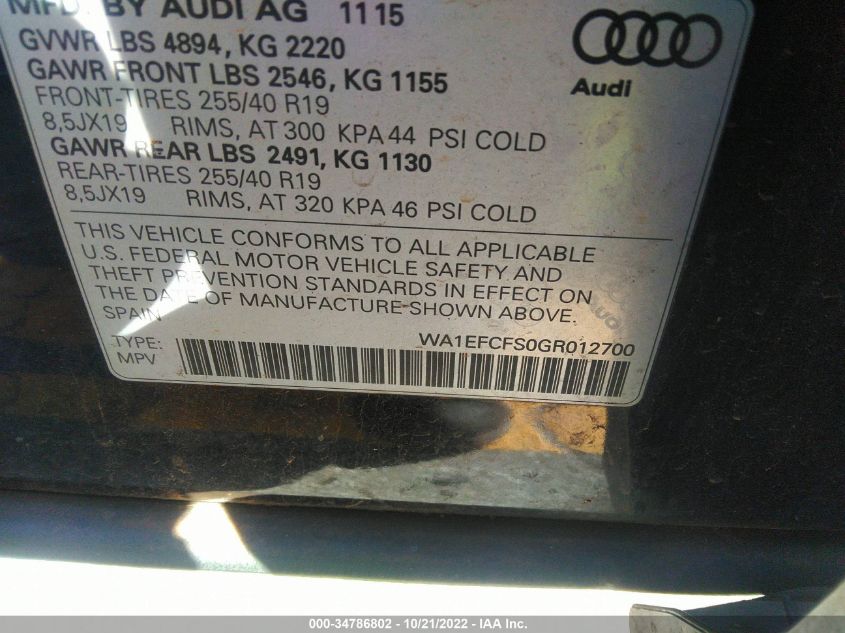 MFD. BY AUDI AG 11 15
GVWR LBS 4894, KG 2220
GAWR FRONT LBS 2546, KG 1155
FRONT-TIRES 255/40 R19
8,5JX19 RIMS, AT 300 KPA 44 PSI COLD
GAWR REAR LBS 2491, KG 1130
REAR-TIRES 255/40 R19
8,5JX19 RIMS, AT 320 KPA 46 PSI COLD
Audi
THIS VEHICLE CONFORMS TO ALL APPLICABLE
U.S. FEDERAL MOTOR VEHICLE SAFETY AND
THEFT PREVENTION STANDARDS IN EFFECT ON
THE DATE OF MANUFACTURE SHOWN ABOVE.
SPAIN
Audi
WA1EFCFS0GR012700
TYPE:
MPV
000-34786802 - 10/21/2022 - IAA Inc.